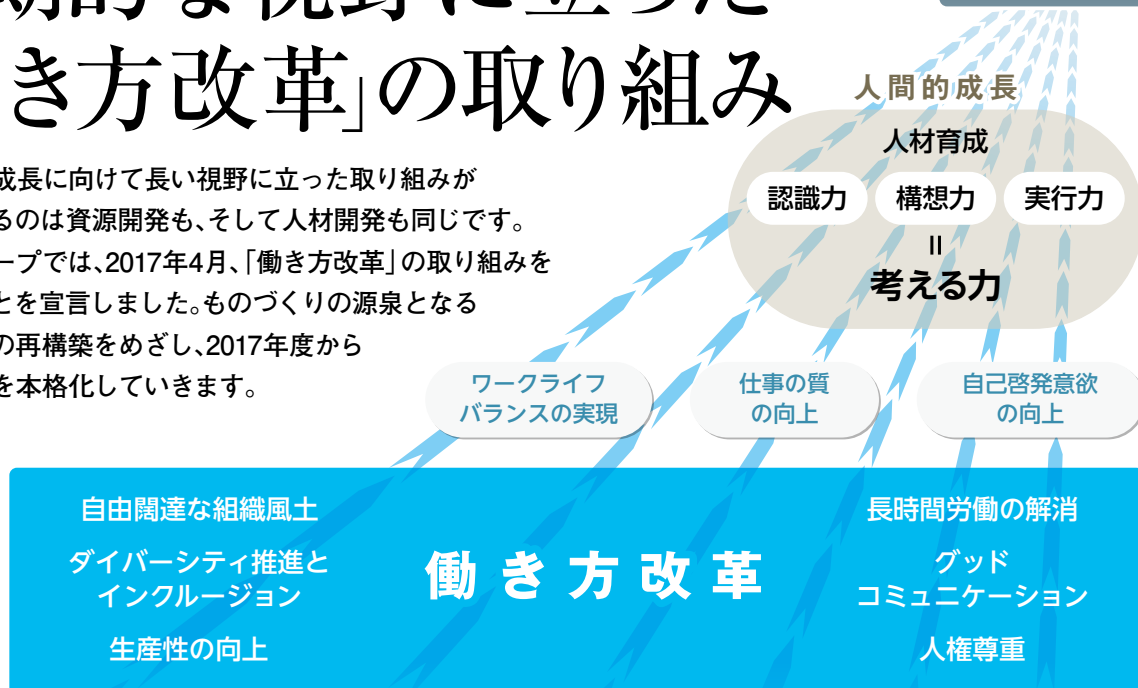 期的な視野に立った
き方改革」の取り組み
成長に向けて長い視野に立った取り組みが
るのは資源開発も、そして人材開発も同じです。
ープでは、2017年4月、「働き方改革」の取り組みを
とを宣言しました。ものづくりの源泉となる
の再構築をめざし、2017年度から
を本格化していきます。
人間的成長
人材育成
認識力 構想力 実行力
=
考える力
ワークライフ
バランスの実現
仕事の質
の向上
自己啓発意欲
の向上
自由闊達な組織風土
ダイバーシティ推進と
インクルージョン
生産性の向上
働き方改革
長時間労働の解消
グッド
コミュニケーション
人権尊重